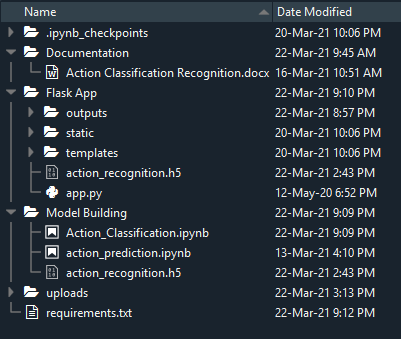 Name Date Modified
.ipynb_checkpoints 20-Mar-21 10:06 PM
Documentation 22-Mar-21 9:45 AM
Action Classification Recognition.docx 16-Mar-21 10:51 AM
Flask App 22-Mar-21 9:10 PM
outputs 22-Mar-21 8:57 PM
static 20-Mar-21 10:06 PM
templates 20-Mar-21 10:06 PM
action_recognition.h5 22-Mar-21 2:43 PM
app.py 12-May-20 6:52 PM
Model Building 22-Mar-21 9:09 PM
Action_Classification.ipynb 22-Mar-21 9:09 PM
action_prediction.ipynb 13-Mar-21 4:10 PM
action_recognition.h5 22-Mar-21 2:43 PM
uploads 22-Mar-21 3:13 PM
requirements.txt 22-Mar-21 9:12 PM